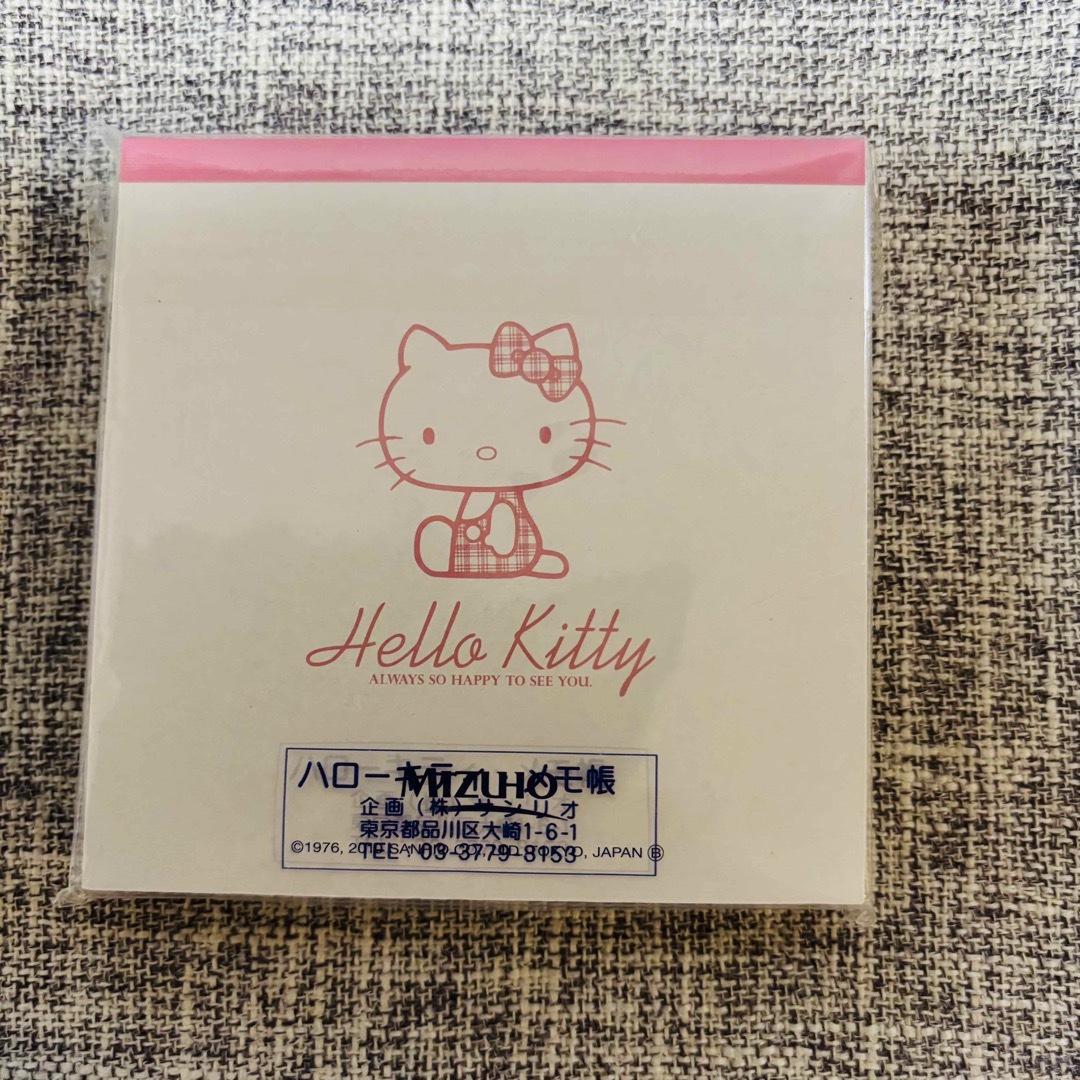 Hello Kitty
ALWAYS SO HAPPY TO SEE YOU.
ハローキティ メモ帳
MIZUHO
企画 (株)サンリオ
東京都品川区大崎1-6-1
TEL:03-3779-8153
©1976, SANRIO CO., LTD. TOKYO, JAPAN Ⓑ